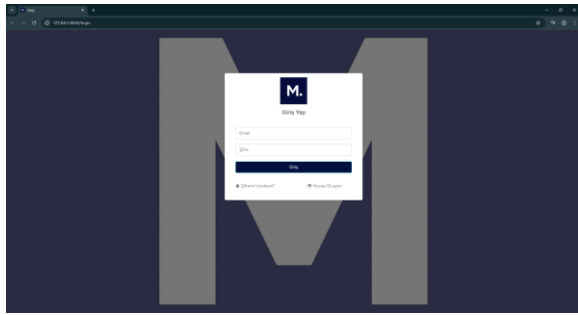 Giriş
127.0.0.1:8000/login
M.
Giriş Yap
Email
Şifre
Giriş
Şifremi Unuttum?
Hesap Oluştur
M